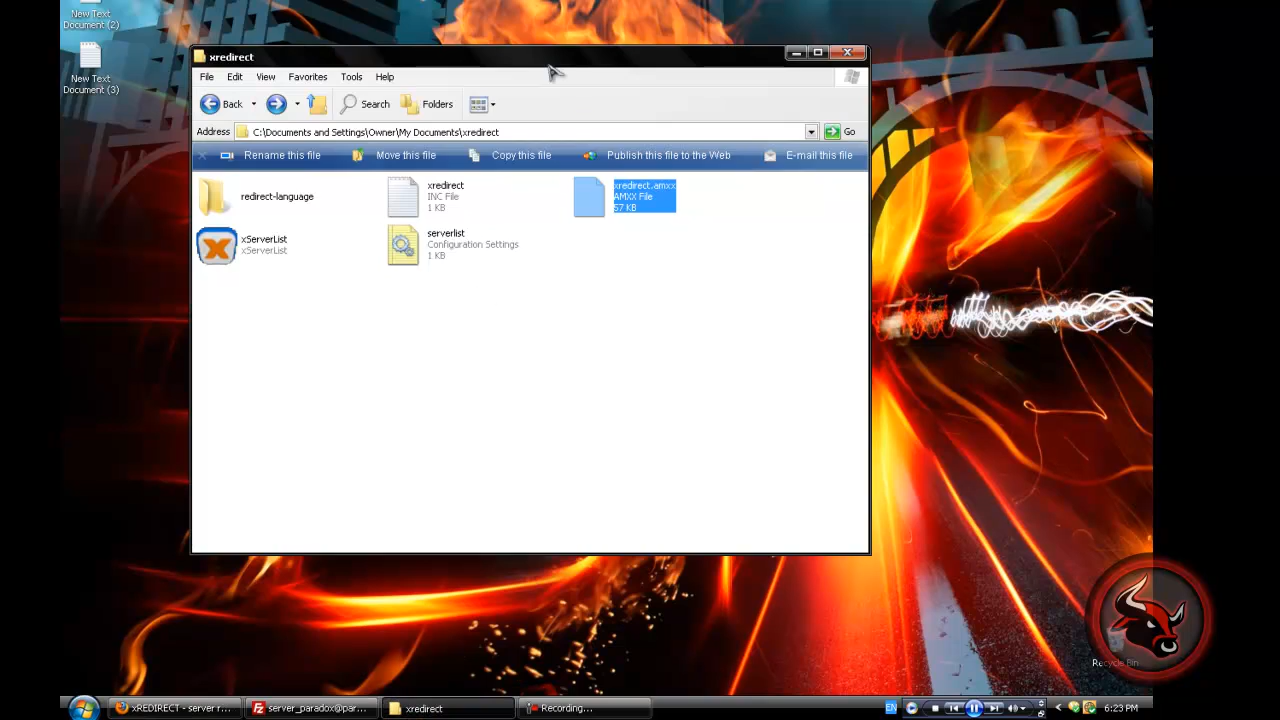 New Text
Document (2)
New Text
Document (3)
xredirect
File Edit View Favorites Tools Help
Back Search Folders
Address C:\Documents and Settings\Owner\My Documents\xredirect Go
Rename this file Move this file Copy this file Publish this file to the Web E-mail this file
redirect-language
xredirect
INC File
1 KB
xredirect.amxx
AMXX File
57 KB
xServerList
xServerList
serverlist
Configuration Settings
1 KB
Recycle Bin
xREDIRECT - server r... server_paradox@par... xredirect Recording... EN 6:23 PM